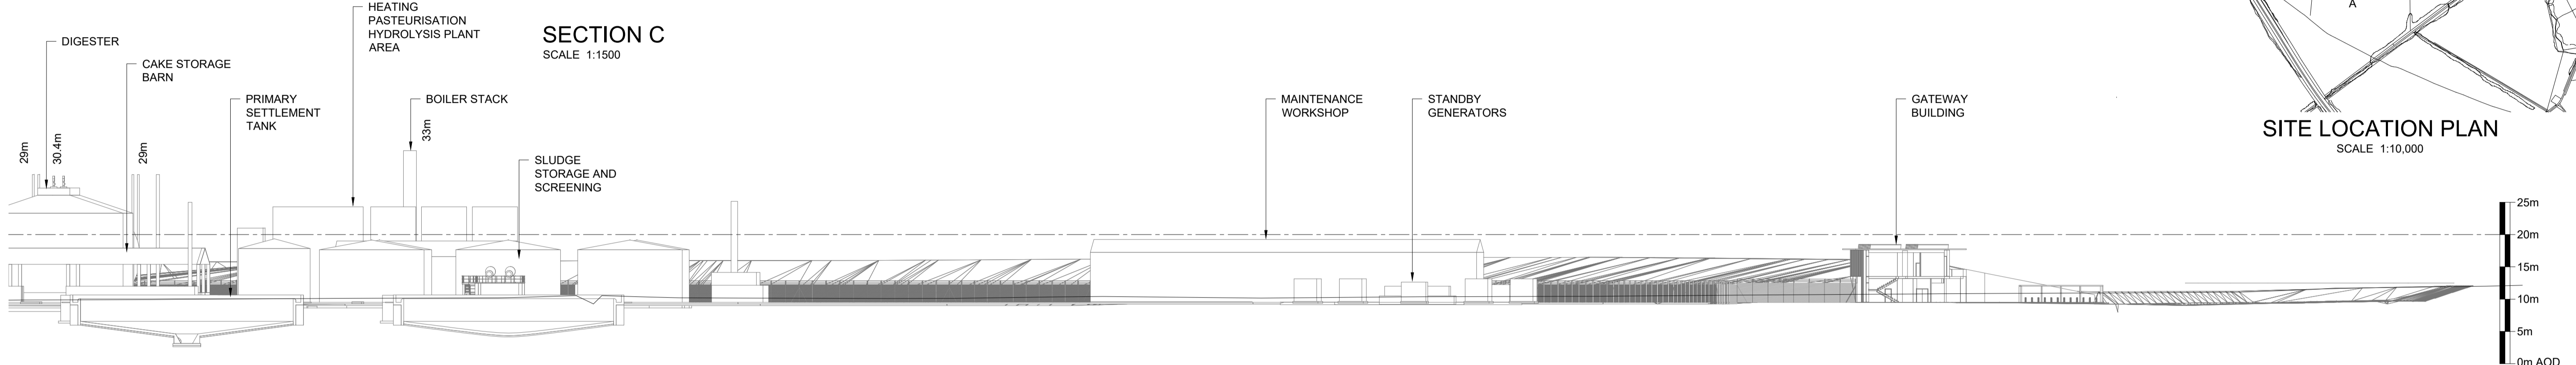 HEATING
PASTEURISATION
HYDROLYSIS PLANT
AREA
SECTION C
SCALE 1:1500
DIGESTER
CAKE STORAGE
BARN
PRIMARY
SETTLEMENT
TANK
BOILER STACK
29m
30.4m
29m
33m
SLUDGE
STORAGE AND
SCREENING
MAINTENANCE
WORKSHOP
STANDBY
GENERATORS
GATEWAY
BUILDING
A
SITE LOCATION PLAN
SCALE 1:10,000
25m
20m
15m
10m
5m
0m AOD